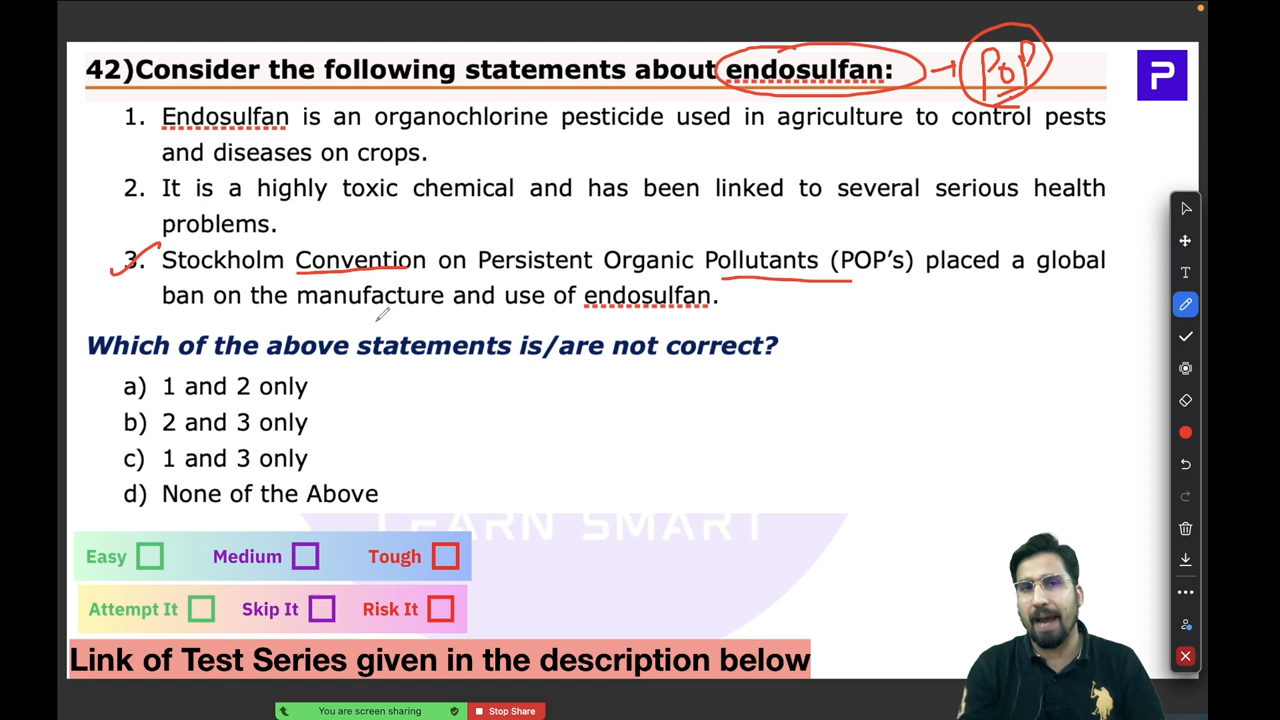 42)Consider the following statements about endosulfan: → POP
P
1. Endosulfan is an organochlorine pesticide used in agriculture to control pests
and diseases on crops.
2. It is a highly toxic chemical and has been linked to several serious health
problems.
3. Stockholm Convention on Persistent Organic Pollutants (POP’s) placed a global
ban on the manufacture and use of endosulfan.
Which of the above statements is/are not correct?
a) 1 and 2 only
b) 2 and 3 only
c) 1 and 3 only
d) None of the Above
LEARN SMART
Easy Medium Tough
Attempt It Skip It Risk It
Link of Test Series given in the description below
You are screen sharing Stop Share